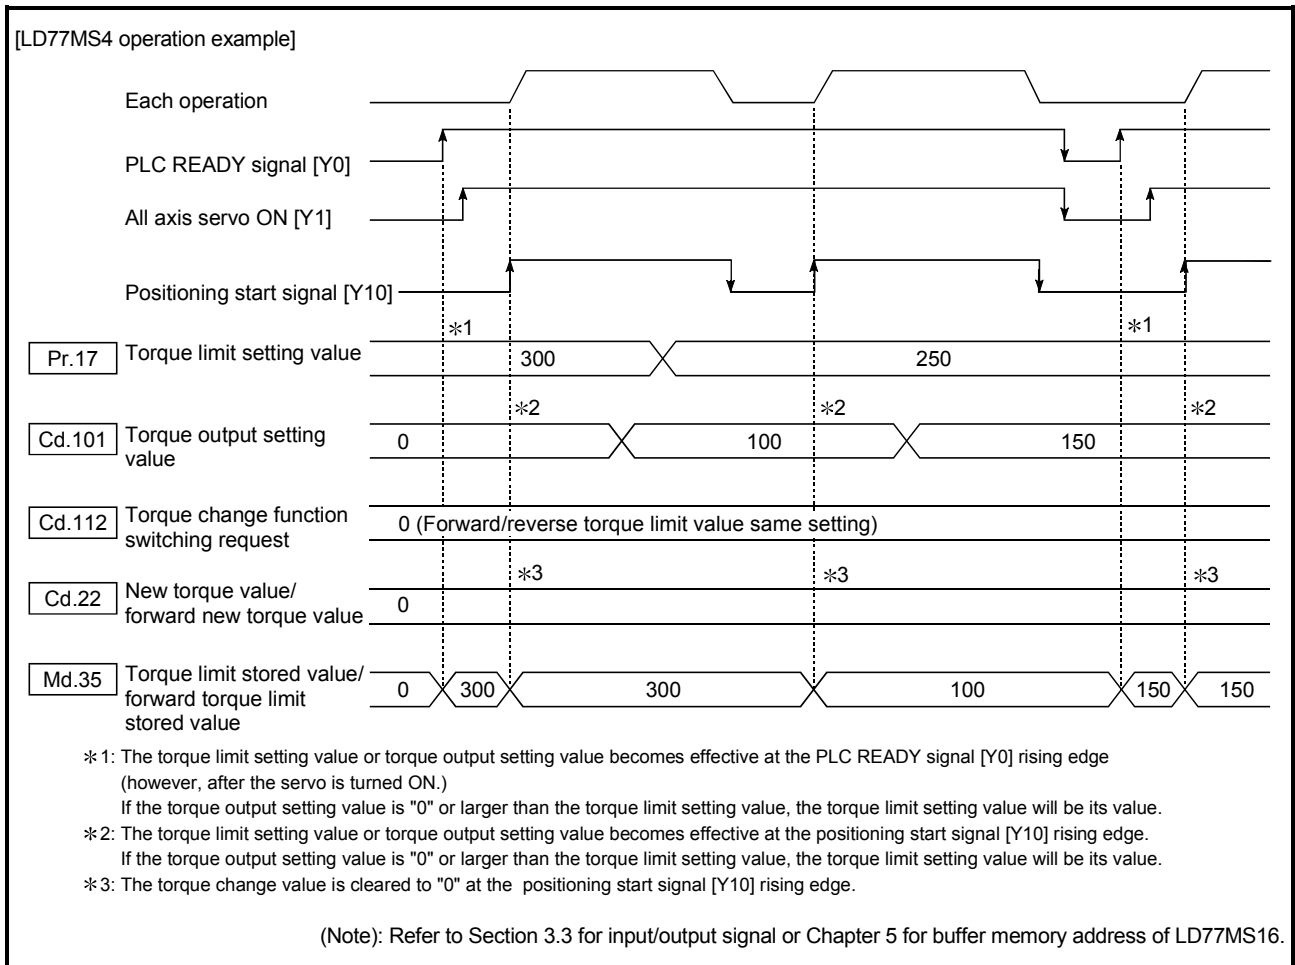 [LD77MS4 operation example]
Each operation
PLC READY signal [Y0]
All axis servo ON [Y1]
Positioning start signal [Y10]
∗1 ∗1
Pr.17 Torque limit setting value 300 250
∗2 ∗2 ∗2
Cd.101 Torque output setting
value
0 100 150
Cd.112 Torque change function
switching request
0 (Forward/reverse torque limit value same setting)
∗3 ∗3 ∗3
Cd.22 New torque value/
forward new torque value
0
Md.35 Torque limit stored value/
forward torque limit
stored value
0 300 300 100 150 150
∗1: The torque limit setting value or torque output setting value becomes effective at the PLC READY signal [Y0] rising edge
(however, after the servo is turned ON.)
If the torque output setting value is "0" or larger than the torque limit setting value, the torque limit setting value will be its value.
∗2: The torque limit setting value or torque output setting value becomes effective at the positioning start signal [Y10] rising edge.
If the torque output setting value is "0" or larger than the torque limit setting value, the torque limit setting value will be its value.
∗3: The torque change value is cleared to "0" at the positioning start signal [Y10] rising edge.
(Note): Refer to Section 3.3 for input/output signal or Chapter 5 for buffer memory address of LD77MS16.